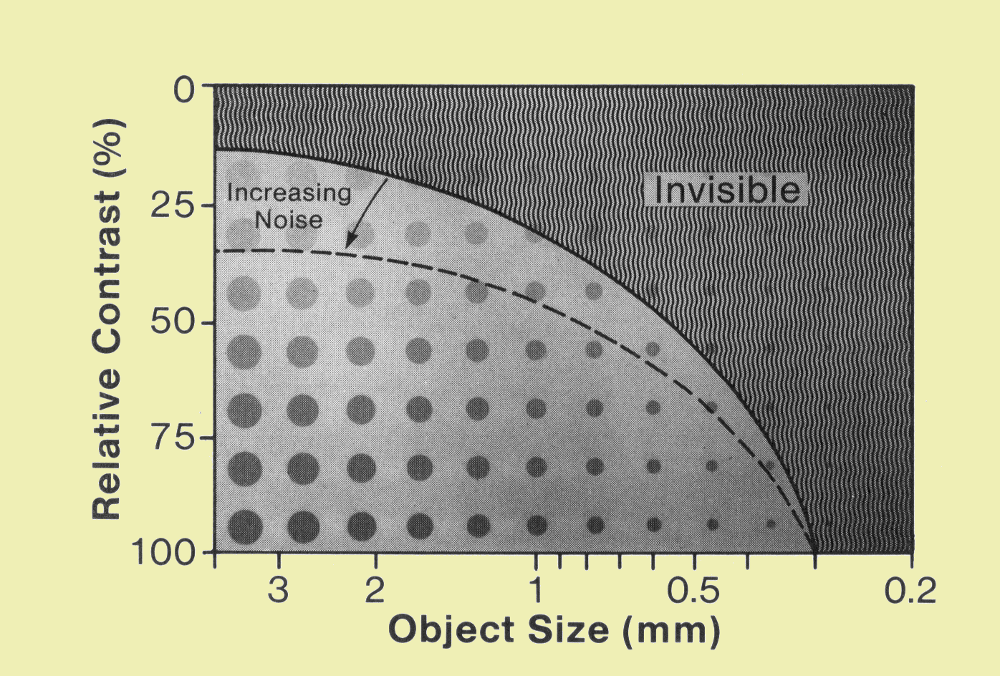 0
25
50
75
100
Relative Contrast (%)
Increasing
Noise
Invisible
3
2
1
0.5
0.2
Object Size (mm)